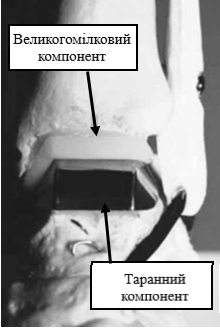 Великогомілковий
компонент
Таранний
компонент